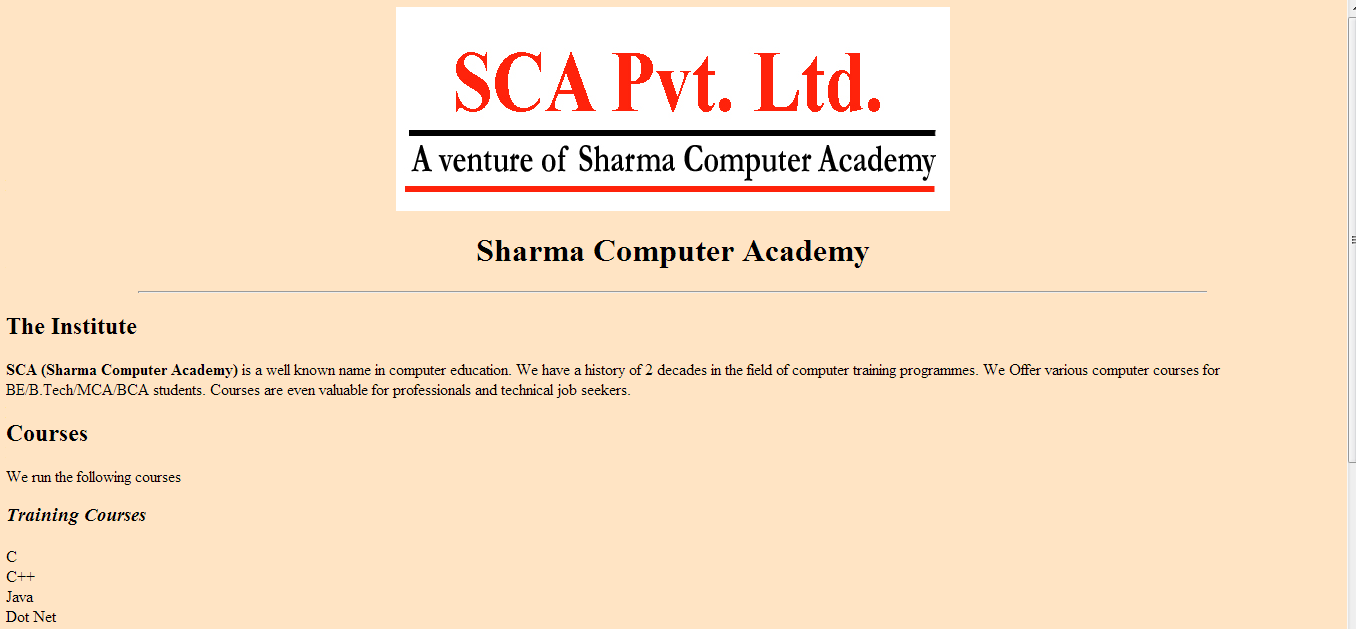 SCA Pvt. Ltd.
A venture of Sharma Computer Academy
Sharma Computer Academy
The Institute
SCA (Sharma Computer Academy) is a well known name in computer education. We have a history of 2 decades in the field of computer training programmes. We Offer various computer courses for
BE/B.Tech/MCA/BCA students. Courses are even valuable for professionals and technical job seekers.
Courses
We run the following courses
Training Courses
C
C++
Java
Dot Net